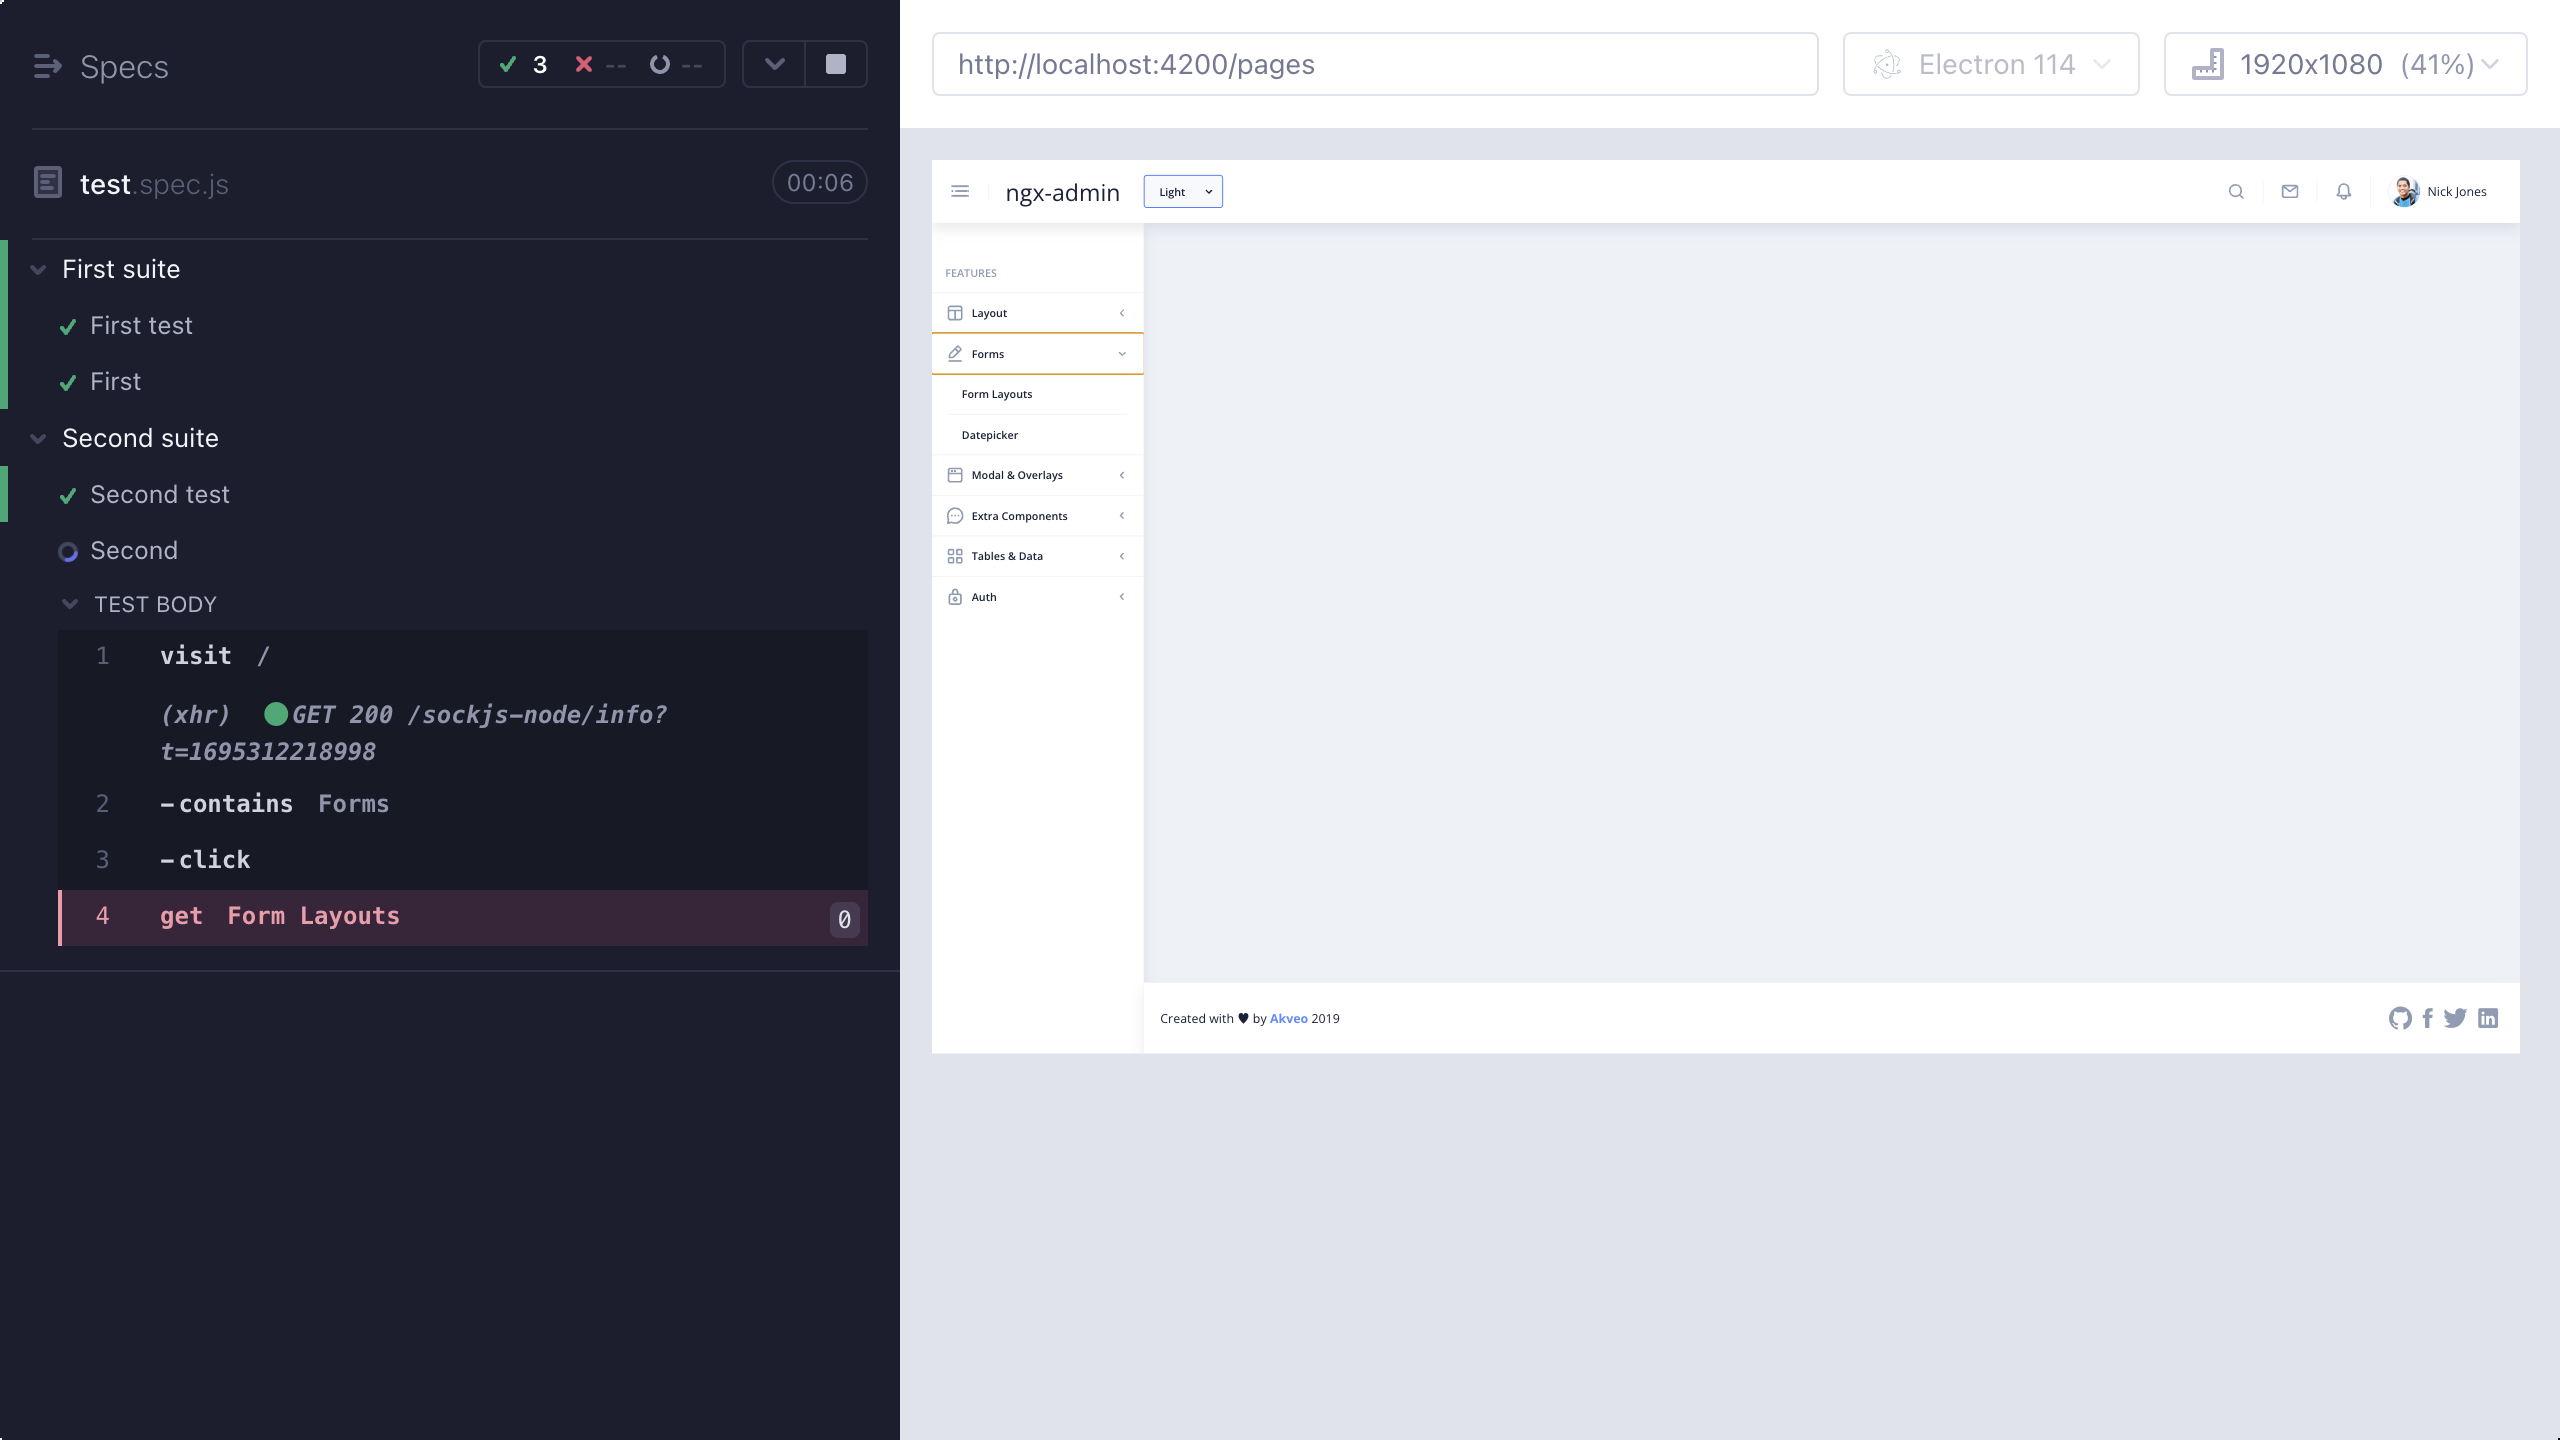 Specs
3 -- --
test.spec.js
00:06
First suite
First test
First
Second suite
Second test
Second
TEST BODY
1 visit /
(xhr) GET 200 /sockjs-node/info?
t=1695312218998
2 -contains Forms
3 -click
4 get Form Layouts 0
http://localhost:4200/pages
Electron 114
1920x1080 (41%)
ngx-admin
Light
Nick Jones
FEATURES
Layout
Forms
Form Layouts
Datepicker
Modal & Overlays
Extra Components
Tables & Data
Auth
Created with ♥ by Akveo 2019